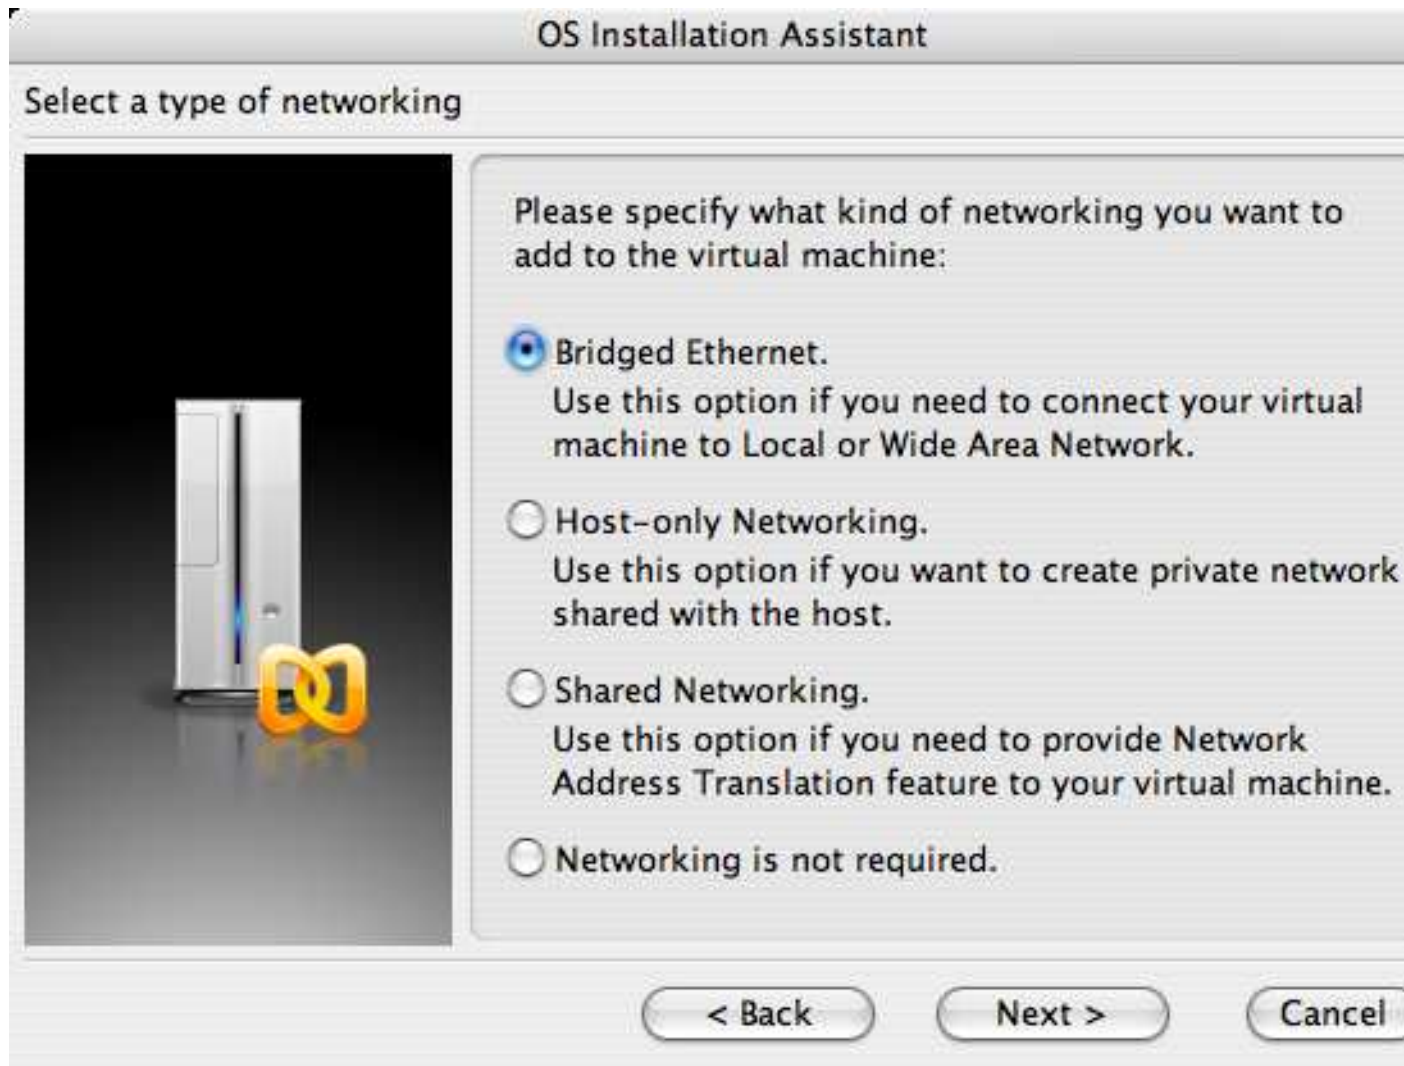 OS Installation Assistant
Select a type of networking
Please specify what kind of networking you want to
add to the virtual machine:
Bridged Ethernet.
Use this option if you need to connect your virtual
machine to Local or Wide Area Network.
Host-only Networking.
Use this option if you want to create private network
shared with the host.
Shared Networking.
Use this option if you need to provide Network
Address Translation feature to your virtual machine.
Networking is not required.
< Back
Next >
Cancel